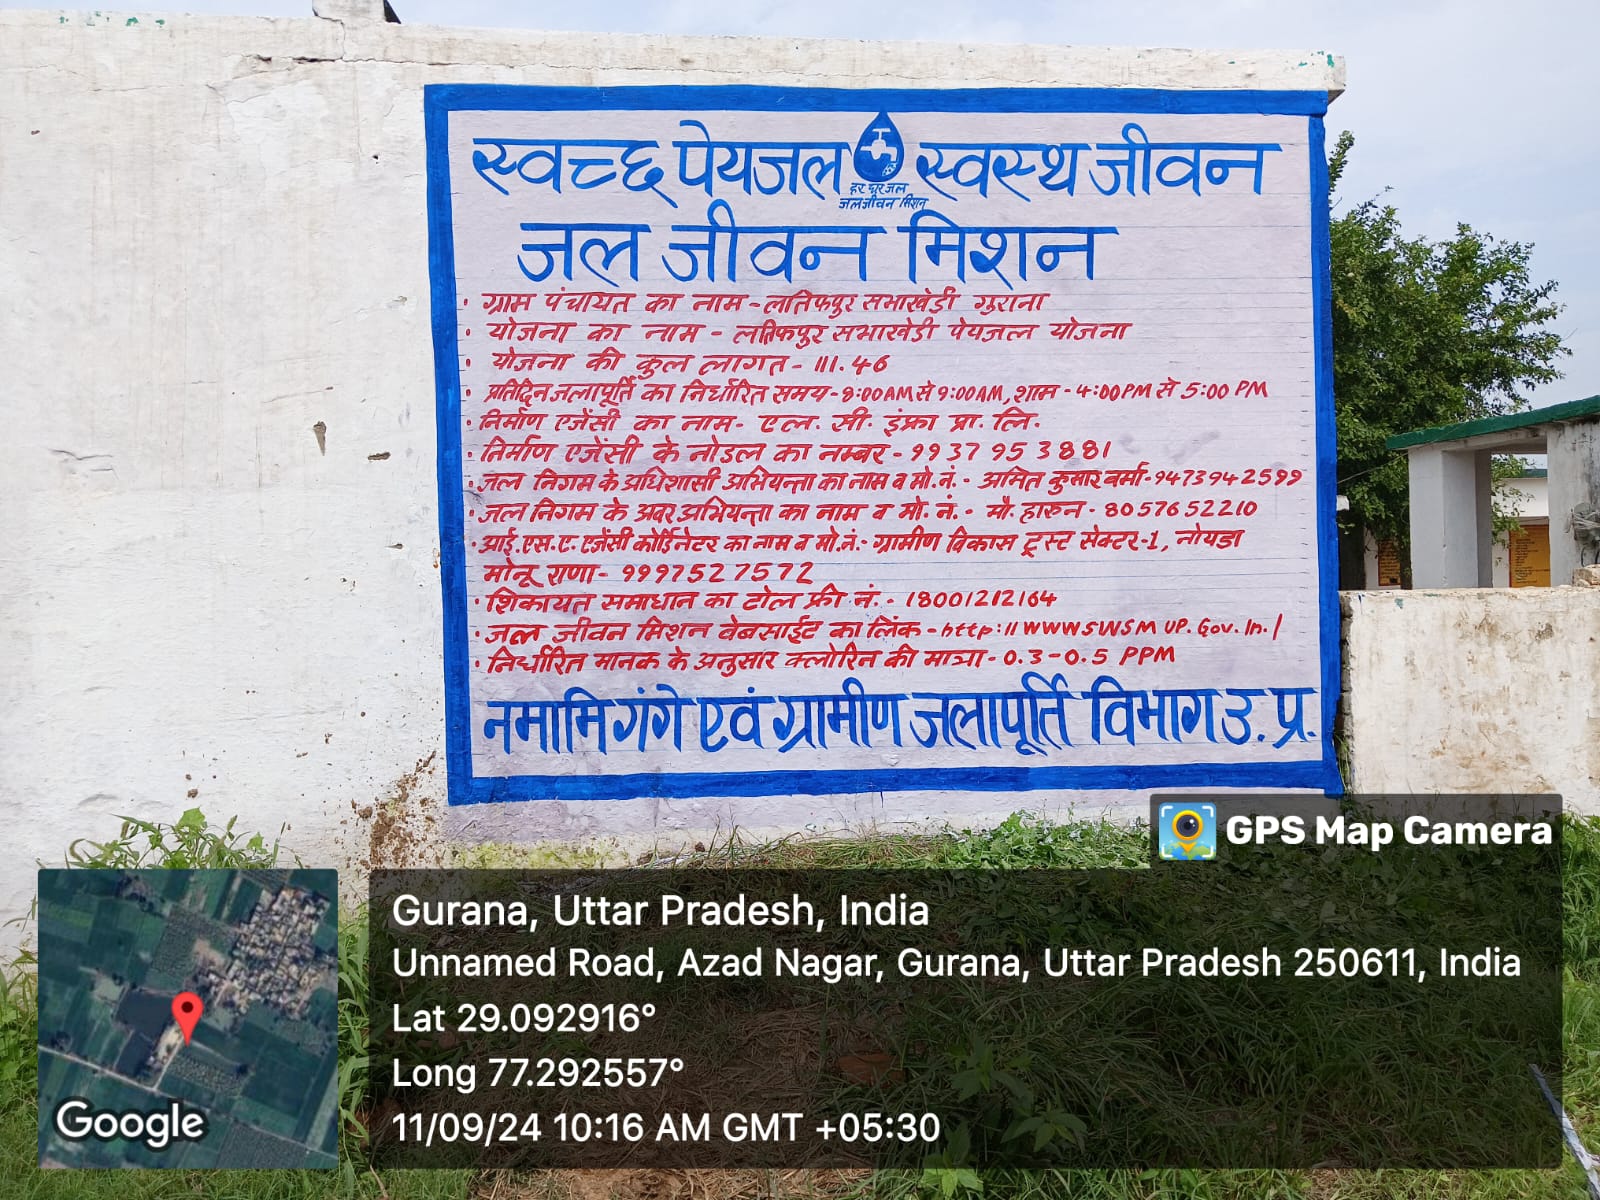 स्वच्छ पेयजल स्वस्थ जीवन
हर घर जल
जल जीवन मिशन
जल जीवन मिशन
· ग्राम पंचायत का नाम - लतिफपुर सभाखेडी गुराना
· योजना का नाम - लतिफपुर सभाखेडी पेयजल योजना
· योजना की कुल लागत - 111.46
· प्रतिदिन जलापूर्ति का निर्धारित समय - 8:00AM से 9:00AM, शाम - 4:00PM से 5:00 PM
· निर्माण एजेंसी का नाम - एल. सी. इंफ्रा प्रा. लि.
· निर्माण एजेंसी के नोडल का नम्बर - 9937953881
· जल निगम के अधिशासी अभियन्ता का नाम व मो. नं. - अमित कुमार वर्मा - 9473942599
· जल निगम के अवर अभियन्ता का नाम व मो. नं. - मौ. हारुन - 8057652210
· आई.एस.ए. एजेंसी कोर्डिनेटर का नाम व मो.नं. - ग्रामीण विकास ट्रस्ट सेक्टर-1, नोयडा
मोनू राणा - 9997527572
· शिकायत समाधान का टोल फ्री नं. - 18001212164
· जल जीवन मिशन वेबसाईट का लिंक - http://WWWSWSM UP. Gov. In./
· निर्धारित मानक के अनुसार क्लोरिन की मात्रा - 0.3-0.5 PPM
नमामि गंगे एवं ग्रामीण जलापूर्ति विभाग उ. प्र.
GPS Map Camera
Gurana, Uttar Pradesh, India
Unnamed Road, Azad Nagar, Gurana, Uttar Pradesh 250611, India
Lat 29.092916°
Long 77.292557°
11/09/24 10:16 AM GMT +05:30
Google